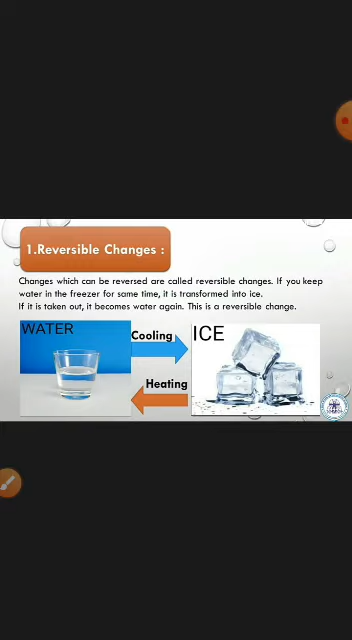 1.Reversible Changes :
Changes which can be reversed are called reversible changes. If you keep
water in the freezer for same time, it is transformed into ice.
If it is taken out, it becomes water again. This is a reversible change.
WATER
Cooling
ICE
Heating